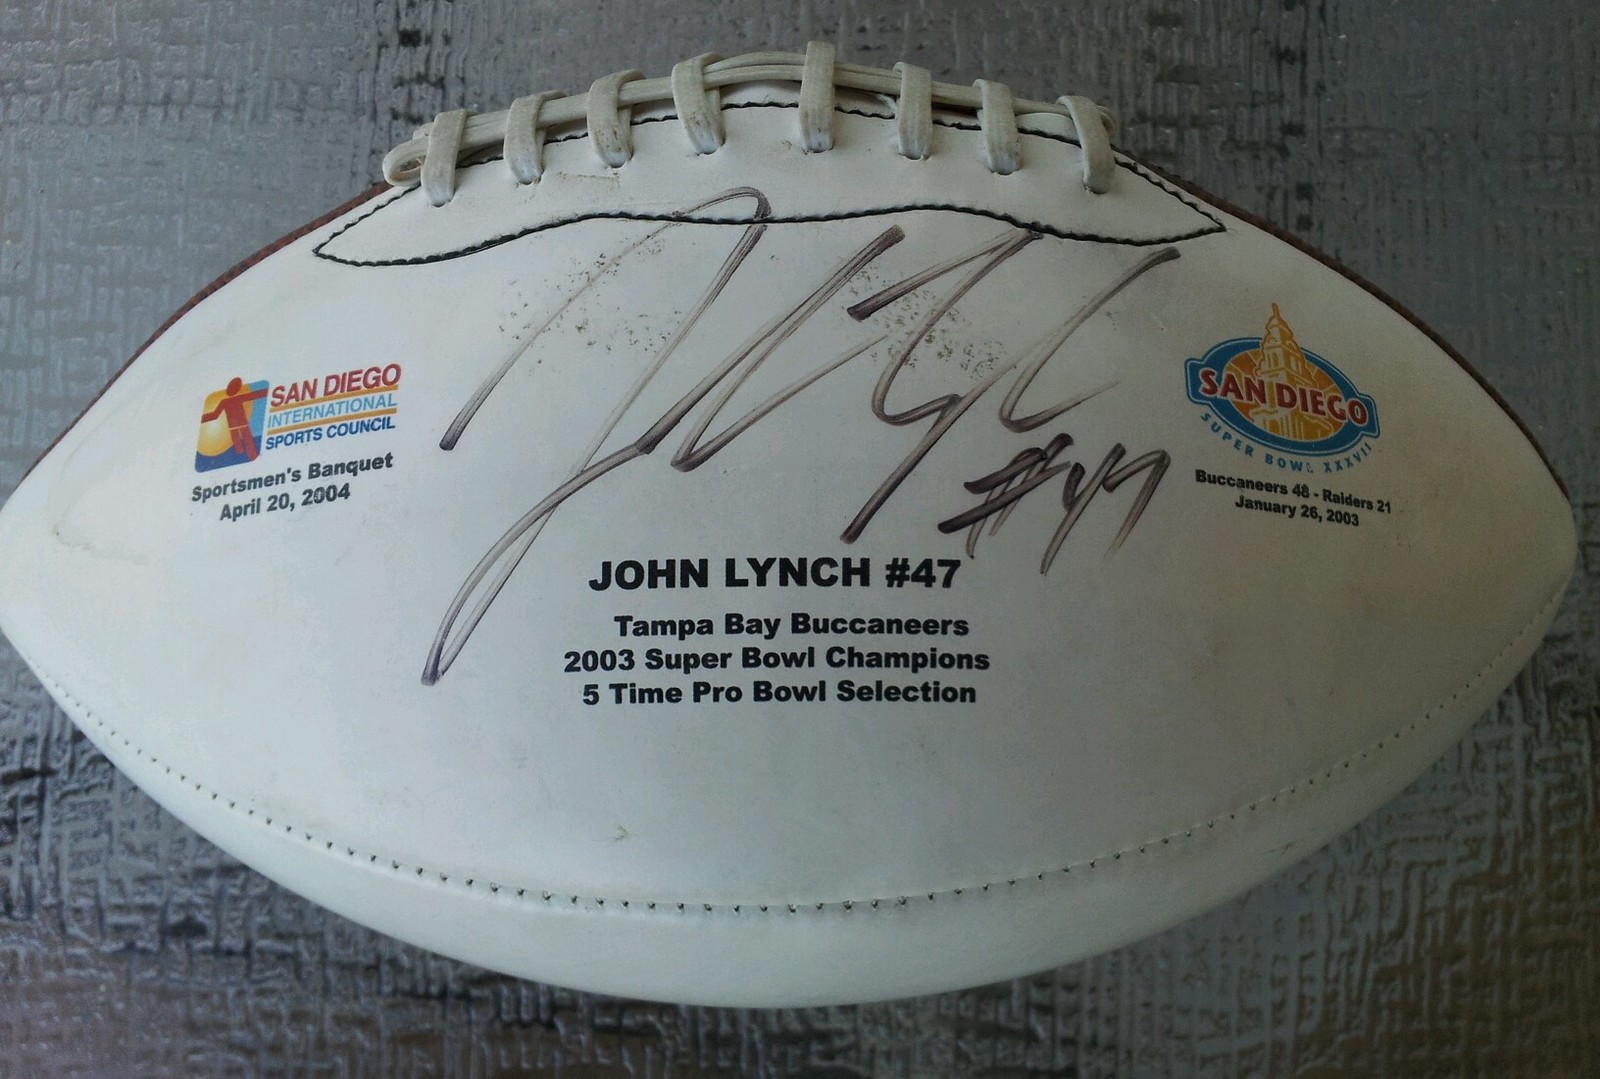 SAN DIEGO
INTERNATIONAL
SPORTS COUNCIL
Sportsmen's Banquet
April 20, 2004
#47
JOHN LYNCH #47
Tampa Bay Buccaneers
2003 Super Bowl Champions
5 Time Pro Bowl Selection
SAN DIEGO
SUPER BOWL XXXVII
Buccaneers 48 - Raiders 21
January 26, 2003